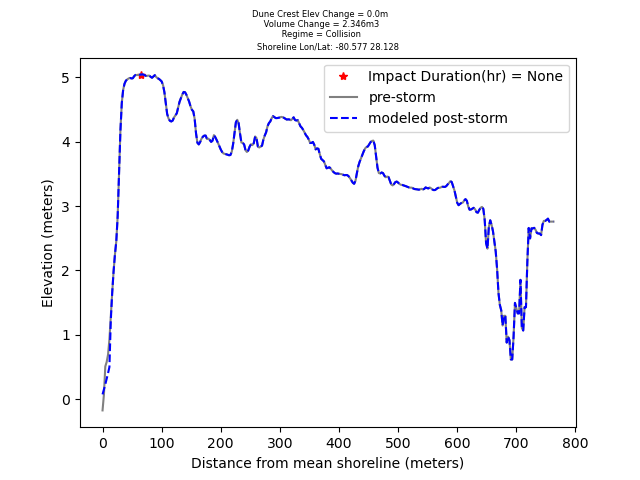 Dune Crest Elev Change = 0.0m
Volume Change = 2.346m3
Regime = Collision
Shoreline Lon/Lat: -80.577 28.128
Impact Duration(hr) = None
pre-storm
modeled post-storm
Elevation (meters)
5
4
3
2
1
0
0 100 200 300 400 500 600 700 800
Distance from mean shoreline (meters)